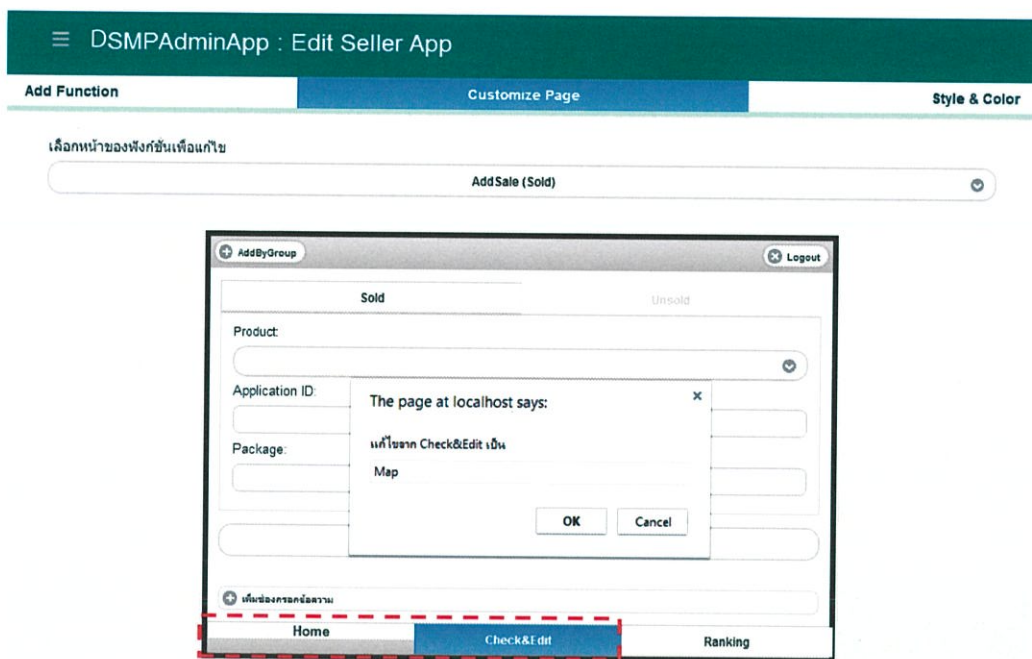 DSMPAdminApp : Edit Seller App
Add Function
Customize Page
Style & Color
เลือกหน้าของฟังก์ชั่นเพื่อแก้ไข
AddSale (Sold)
AddByGroup
Logout
Sold
Unsold
Product:
Application ID:
Package:
The page at localhost says:
x
แก้ไขจาก Check&Edit เป็น
Map
OK
Cancel
เพิ่มช่องกรอกข้อความ
Home
Check&Edit
Ranking